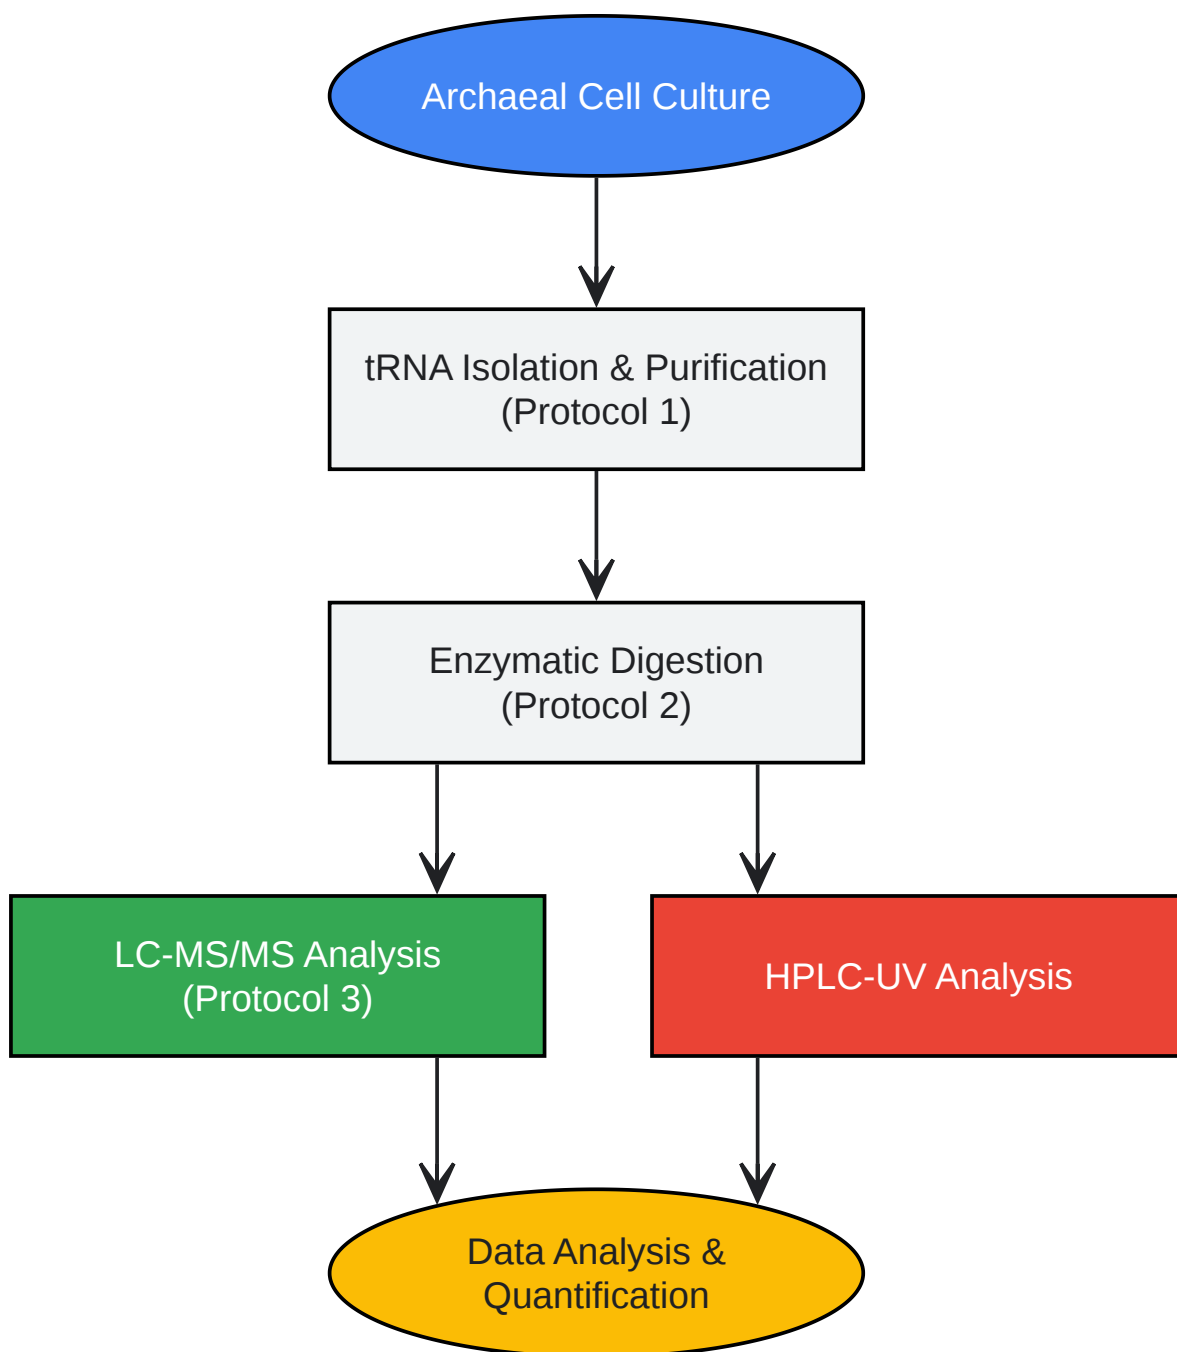 Archaeal Cell Culture
tRNA Isolation & Purification
(Protocol 1)
Enzymatic Digestion
(Protocol 2)
LC-MS/MS Analysis
(Protocol 3)
HPLC-UV Analysis
Data Analysis &
Quantification